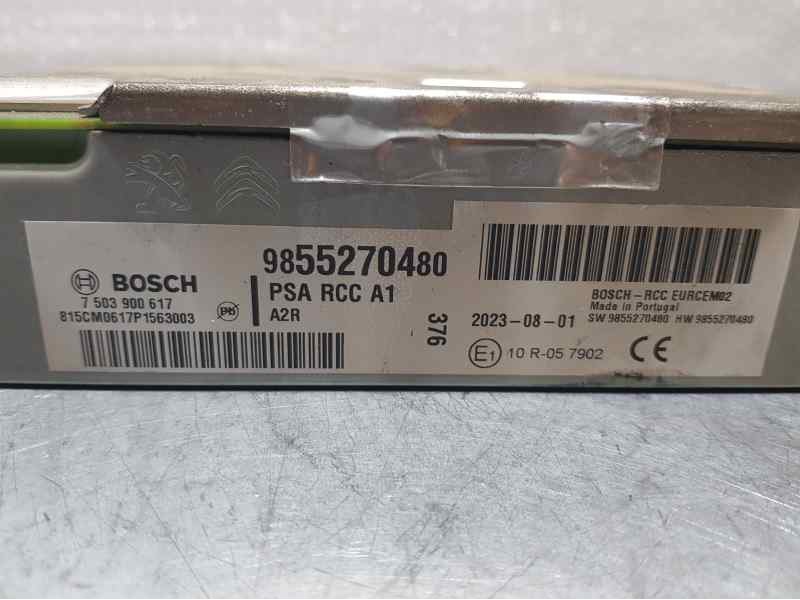 BOSCH
7 503 900 617
815CM0617P1563003
Pb
9855270480
PSA RCC A1
A2R
376
BOSCH-RCC EURCEM02
Made in Portugal
2023-08-01
SW 9855270480 HW 9855270480
E1 10 R-05 7902 CE